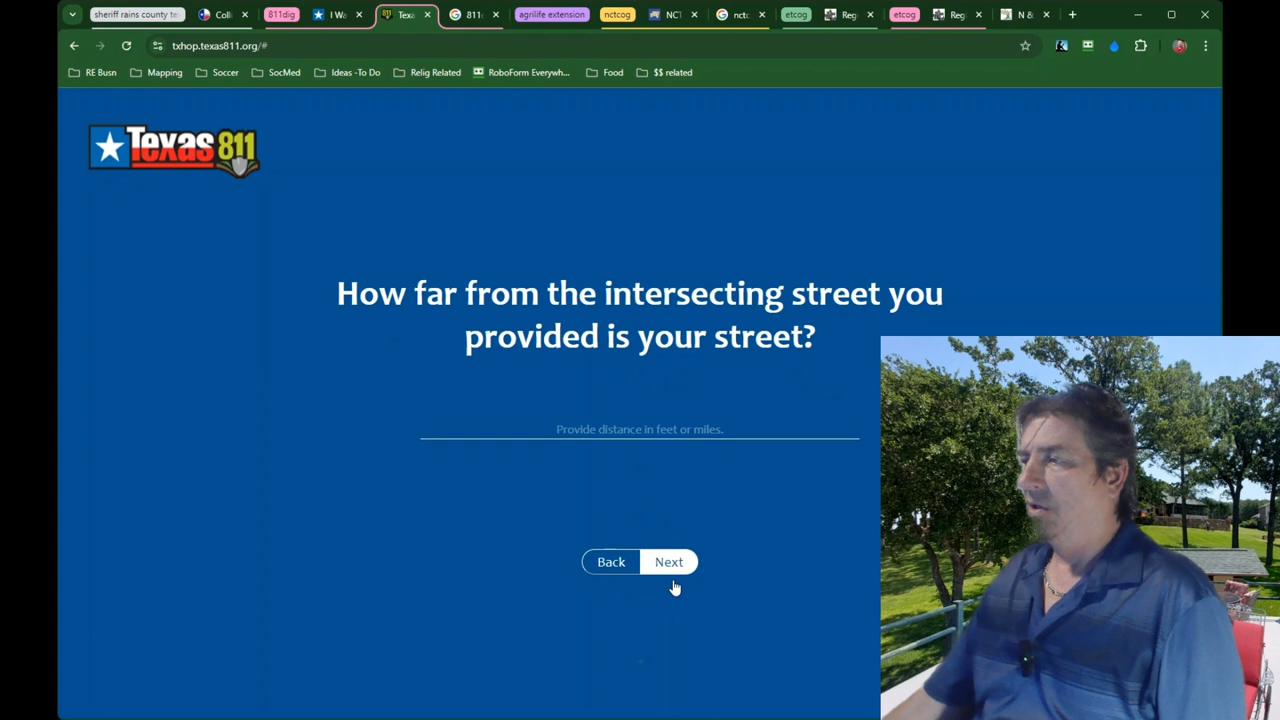 sheriff rains county te
Coll
811dig
I Wa
Texa
811
agrilife extension
nctcog
NCT
nctc
etcog
Reg
etcog
Reg
N &
txhop.texas811.org/#
RE Busn
Mapping
Soccer
SocMed
Ideas -To Do
Relig Related
RoboForm Everywh...
Food
$$ related
Texas 811
How far from the intersecting street you
provided is your street?
Provide distance in feet or miles.
Back
Next